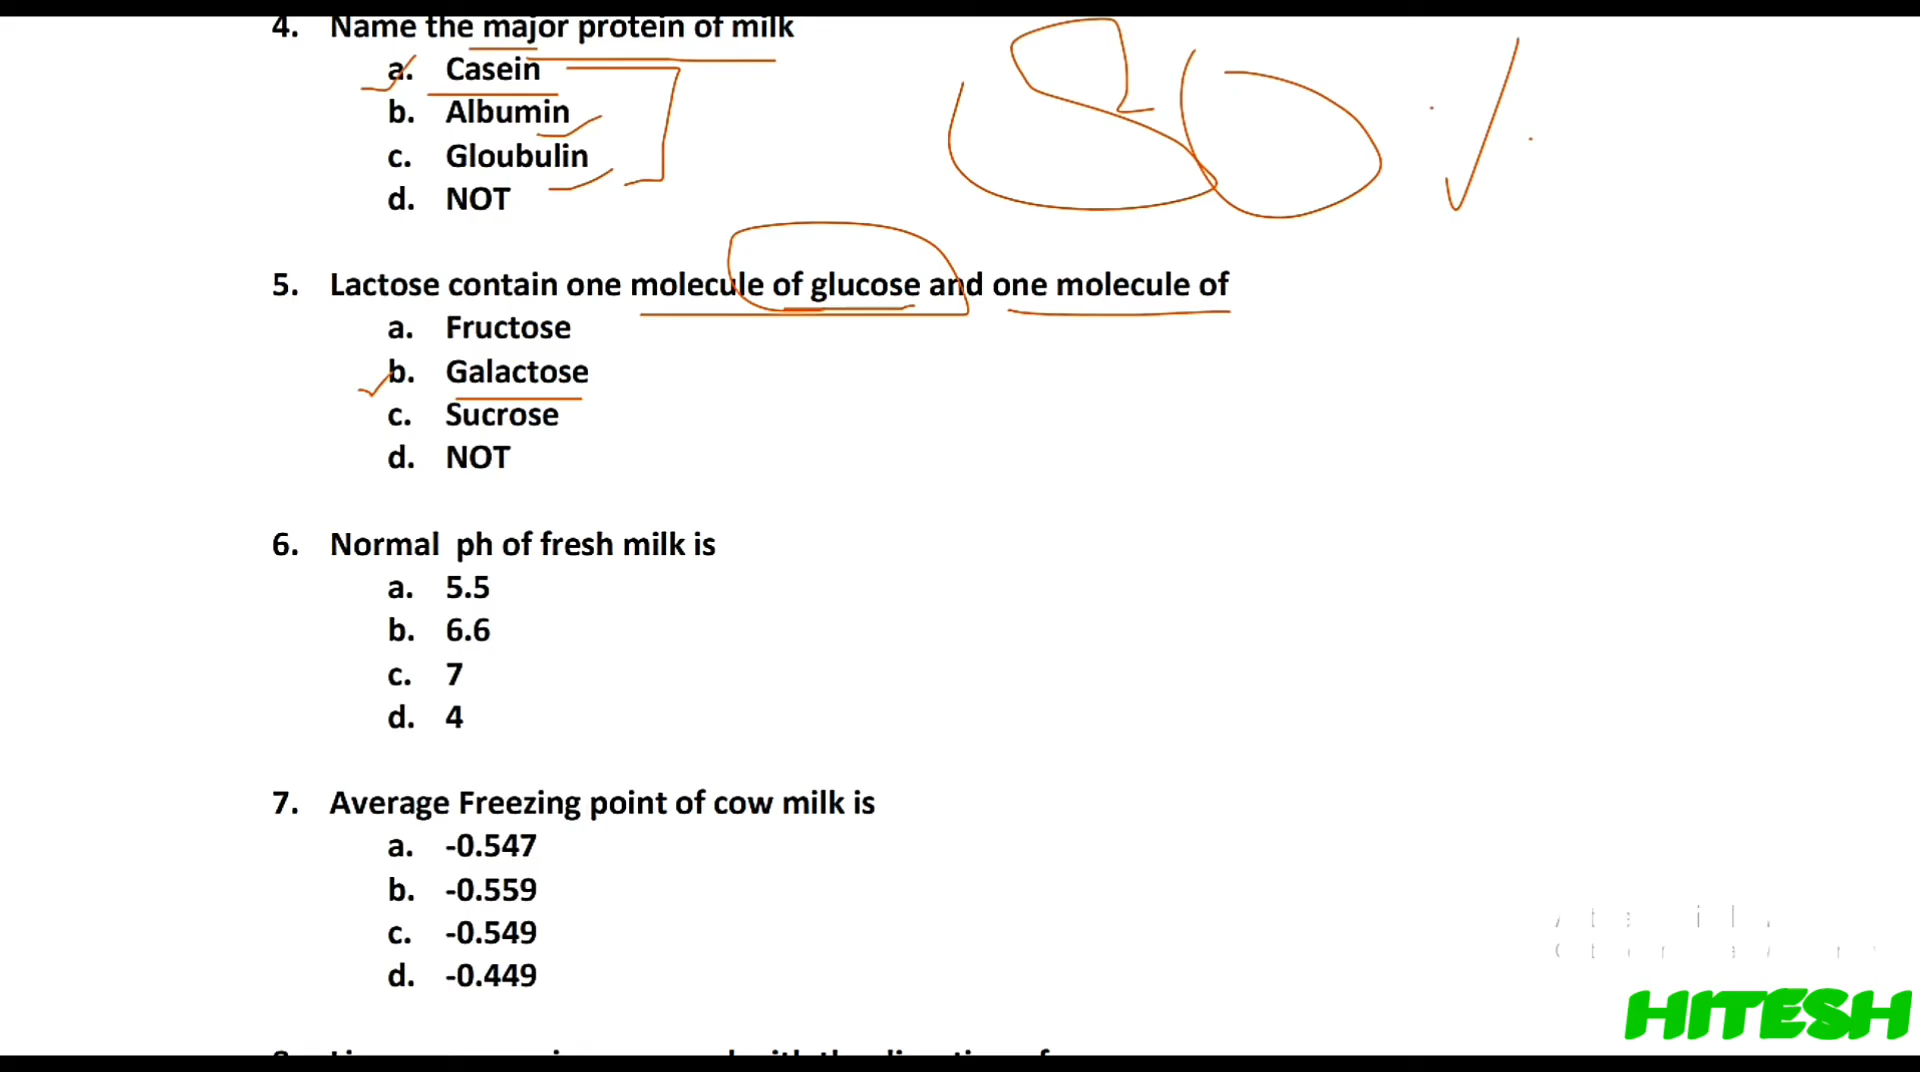 4. Name the major protein of milk
a. Casein
b. Albumin
c. Gloubulin
d. NOT
80 %
5. Lactose contain one molecule of glucose and one molecule of
a. Fructose
b. Galactose
c. Sucrose
d. NOT
6. Normal ph of fresh milk is
a. 5.5
b. 6.6
c. 7
d. 4
7. Average Freezing point of cow milk is
a. -0.547
b. -0.559
c. -0.549
d. -0.449
HITESH